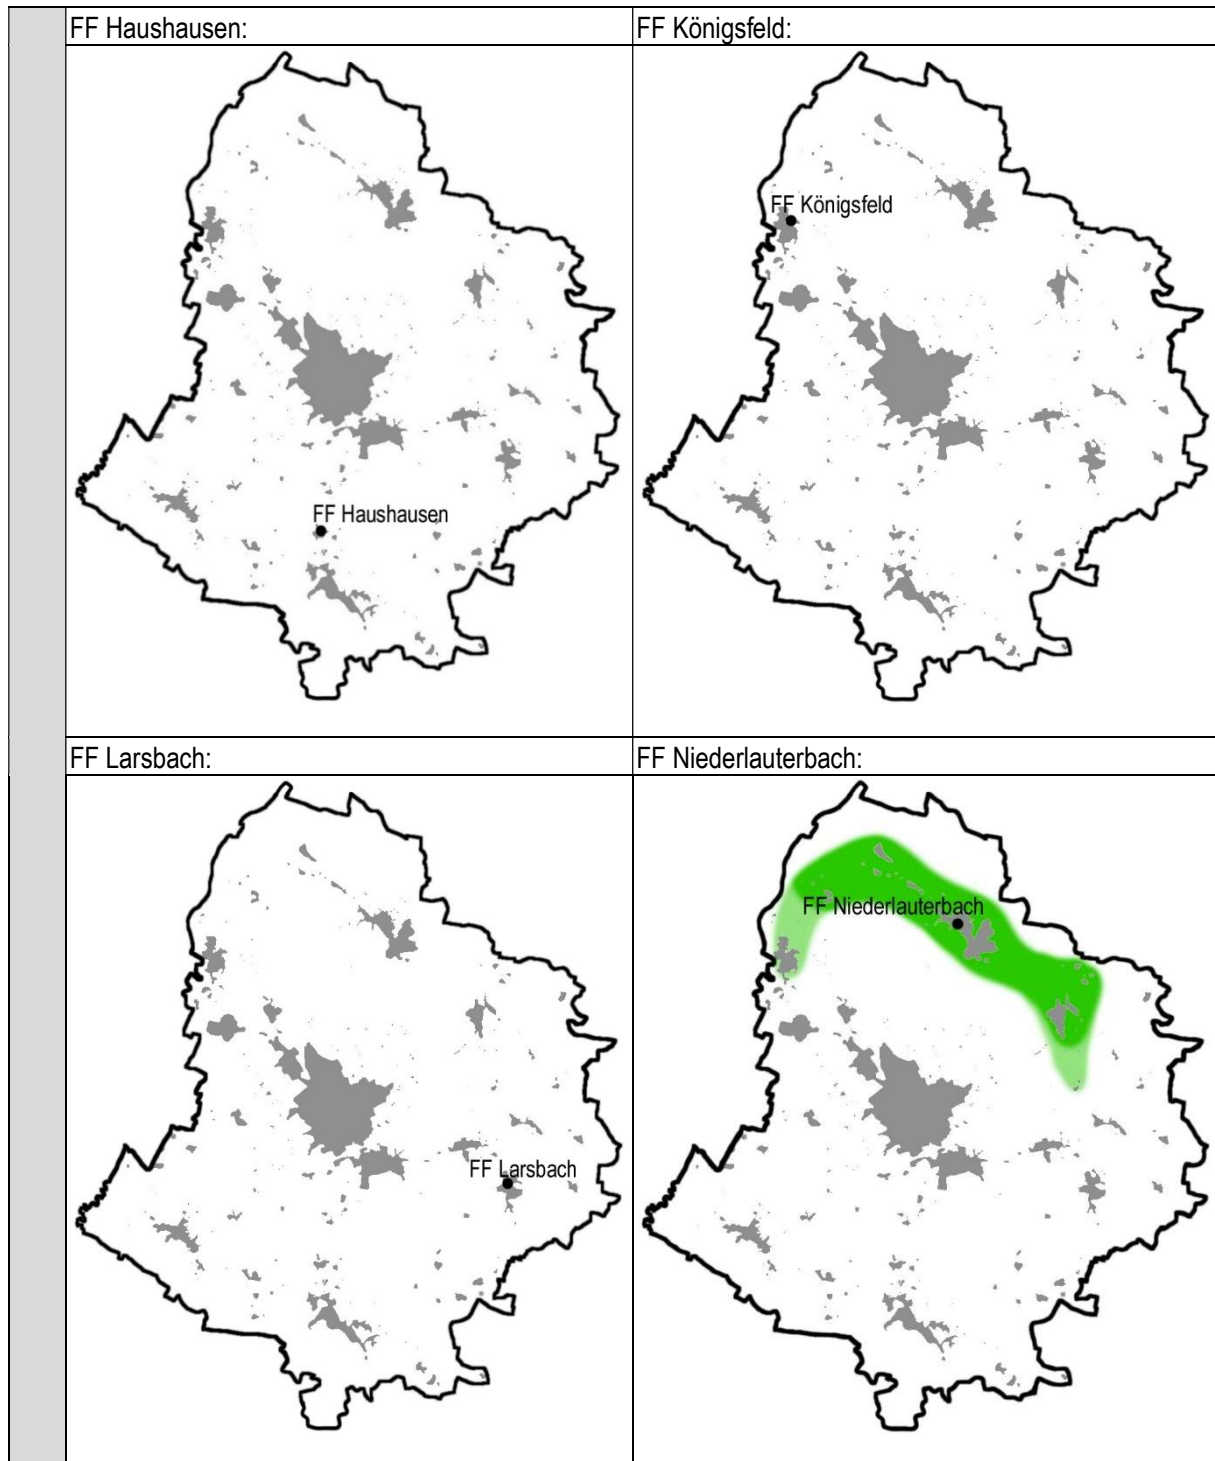 FF Haushausen:
FF Königsfeld:
FF Haushausen
FF Königsfeld
FF Larsbach:
FF Niederlauterbach:
FF Larsbach
FF Niederlauterbach